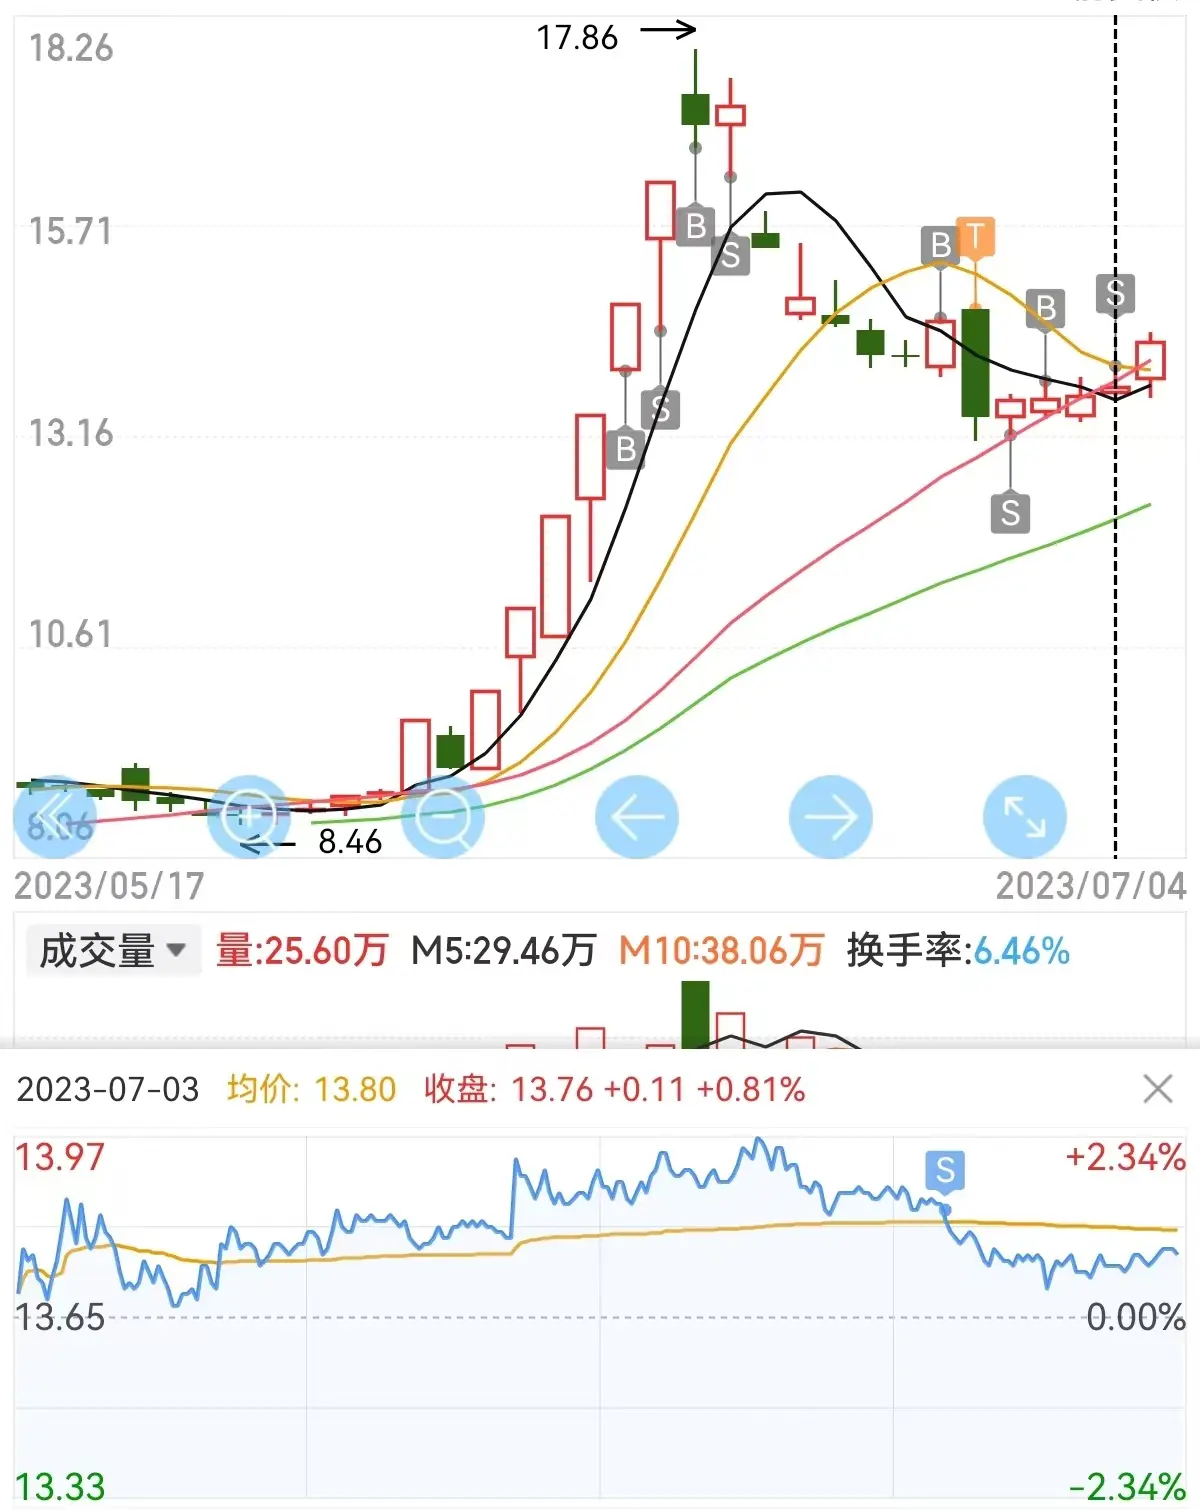 17.86
18.26
B
S
15.71
B
T
S
B
S
13.16
B
S
S
10.61
8.46
2023/05/17 2023/07/04
成交量 量:25.60万 M5:29.46万 M10:38.06万 换手率:6.46%
2023-07-03 均价: 13.80 收盘: 13.76 +0.11 +0.81%
13.97 +2.34%
S
13.65 0.00%
13.33 -2.34%